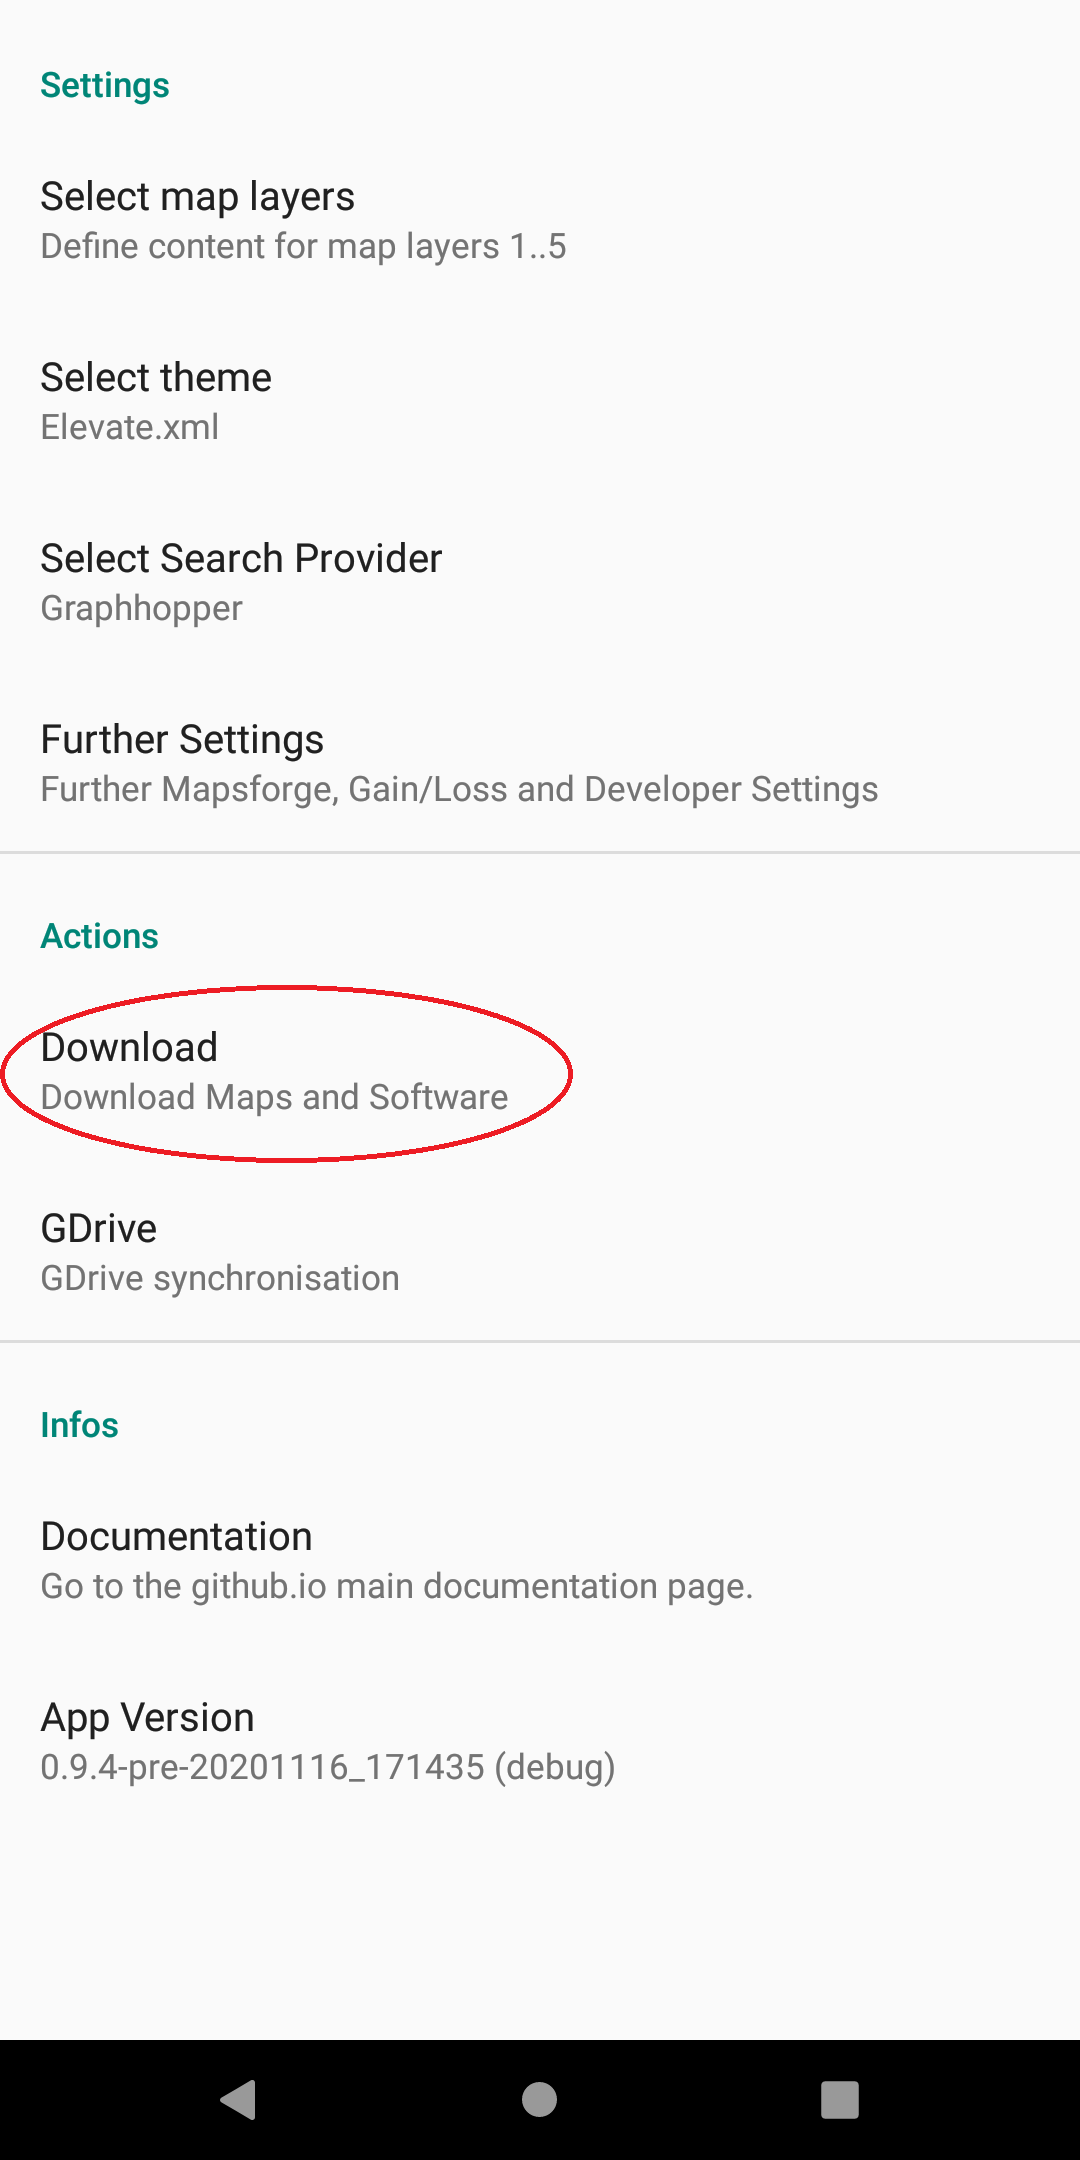 Settings
Select map layers
Define content for map layers 1..5
Select theme
Elevate.xml
Select Search Provider
Graphhopper
Further Settings
Further Mapsforge, Gain/Loss and Developer Settings
Actions
Download
Download Maps and Software
GDrive
GDrive synchronisation
Infos
Documentation
Go to the github.io main documentation page.
App Version
0.9.4-pre-20201116_171435 (debug)